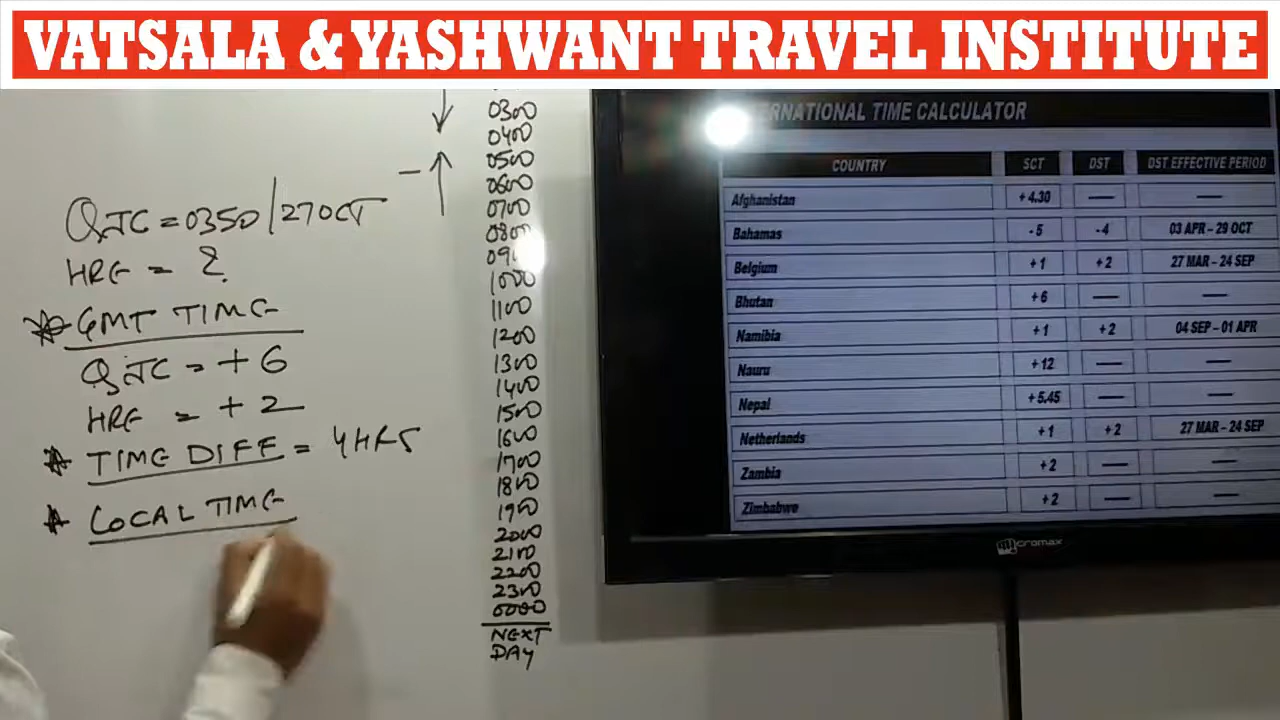 VATSALA & YASHWANT TRAVEL INSTITUTE
QJC = 0350 / 27 OCT
HRE = ?
GMT TIME
QJC = + 6
HRE = + 2
TIME DIFF = 4 HRS
LOCAL TIME
0300
0400
0500
0600
0700
0800
1000
1100
1200
1300
1400
1500
1600
1700
1800
1900
2000
2100
2200
2300
0000
NEXT
DAY
TIME CALCULATOR
COUNTRY SCT DST DST EFFECTIVE PERIOD
Afghanistan +4.30 —— ——
Bahamas -5 -4 03 APR – 29 OCT
Belgium +1 +2 27 MAR – 24 SEP
Bhutan +6 —— ——
Namibia +1 +2 04 SEP – 01 APR
Nauru +12 —— ——
Nepal +5.45 —— ——
Netherlands +1 +2 27 MAR – 24 SEP
Zambia +2 —— ——
Zimbabwe +2 —— ——
micromax